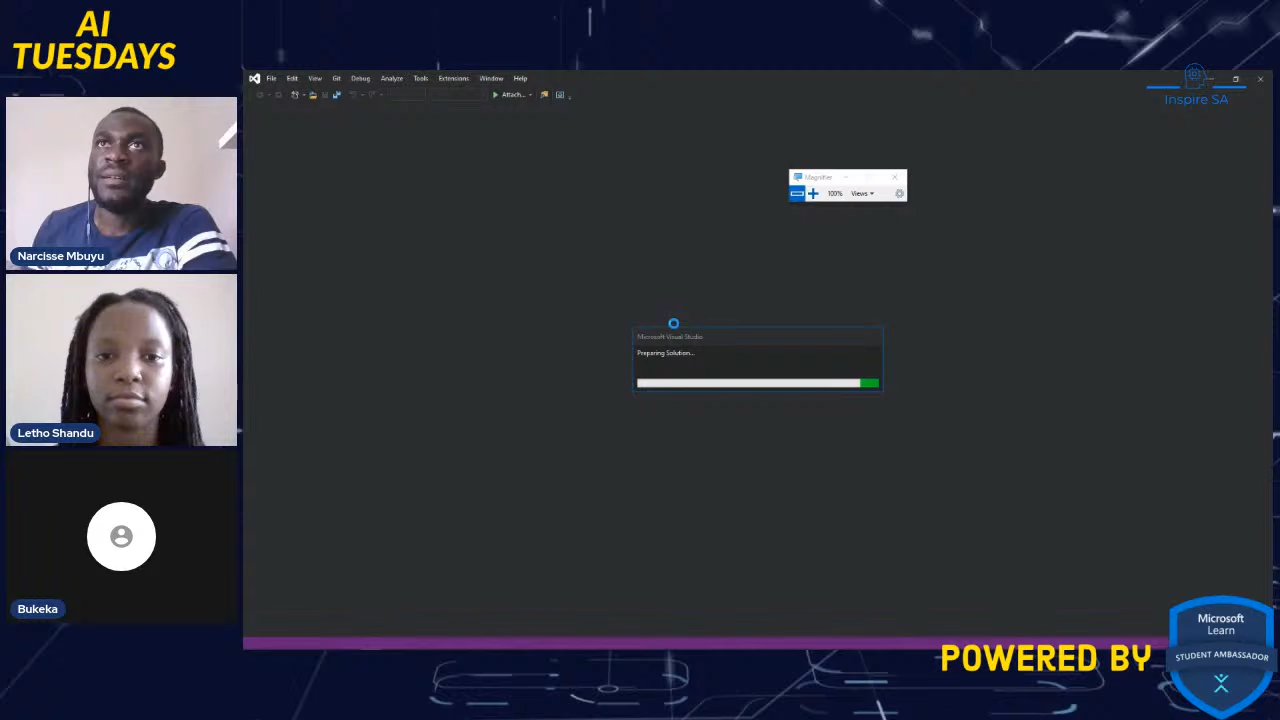 AI
TUESDAYS
Narcisse Mbuyu
Letho Shandu
Bukeka
File Edit View Git Debug Analyze Tools Extensions Window Help
Attach...
Inspire SA
Magnifier
100% Views
Microsoft Visual Studio
Preparing Solution...
POWERED BY
Microsoft
Learn
STUDENT AMBASSADOR